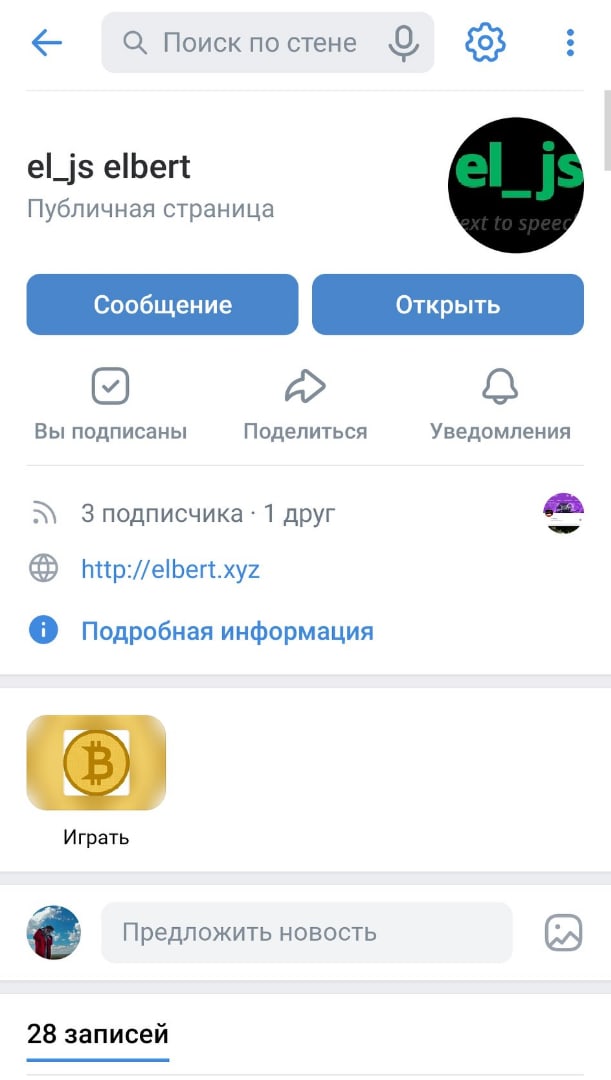 Поиск по стене
el_js elbert
Публичная страница
el_js
ext to speec
Сообщение
Открыть
Вы подписаны
Поделиться
Уведомления
3 подписчика · 1 друг
http://elbert.xyz
Подробная информация
Играть
Предложить новость
28 записей